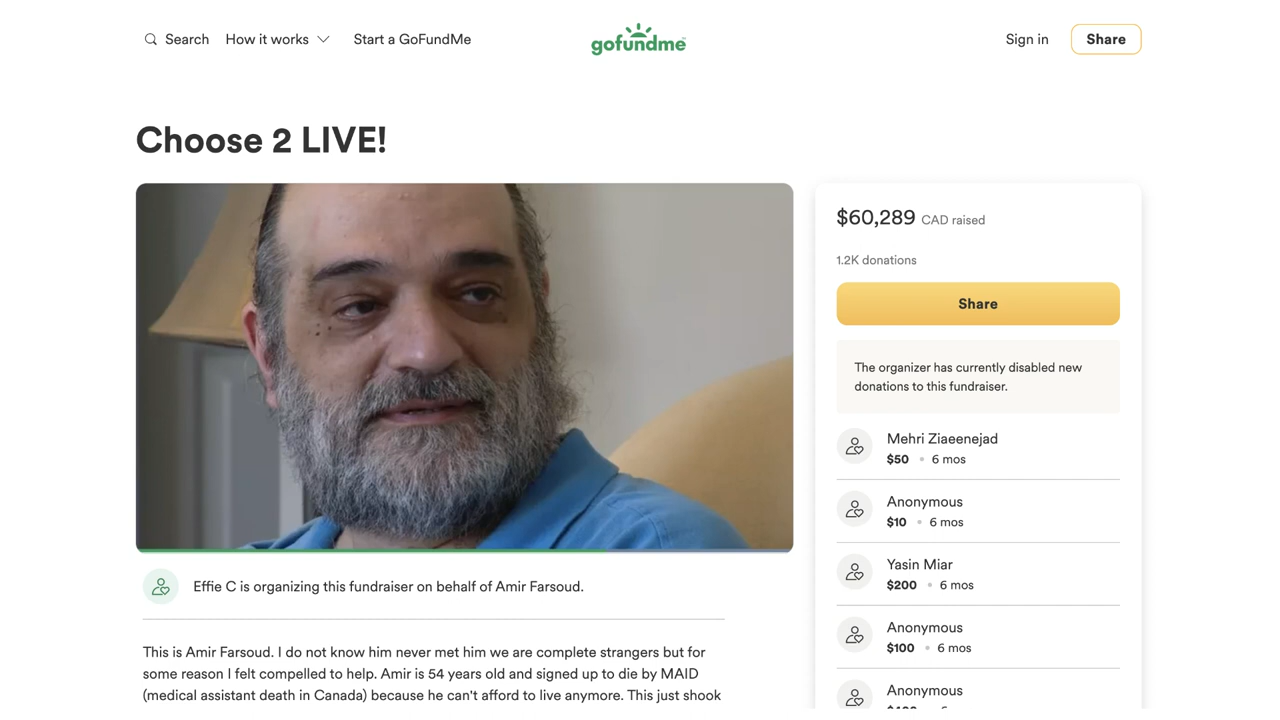 Search How it works Start a GoFundMe
gofundme
Sign in Share
Choose 2 LIVE!
Effie C is organizing this fundraiser on behalf of Amir Farsoud.
This is Amir Farsoud. I do not know him never met him we are complete strangers but for
some reason I felt compelled to help. Amir is 54 years old and signed up to die by MAID
(medical assistant death in Canada) because he can't afford to live anymore. This just shook
$60,289 CAD raised
1.2K donations
Share
The organizer has currently disabled new
donations to this fundraiser.
Mehri Ziaeenejad
$50 • 6 mos
Anonymous
$10 • 6 mos
Yasin Miar
$200 • 6 mos
Anonymous
$100 • 6 mos
Anonymous